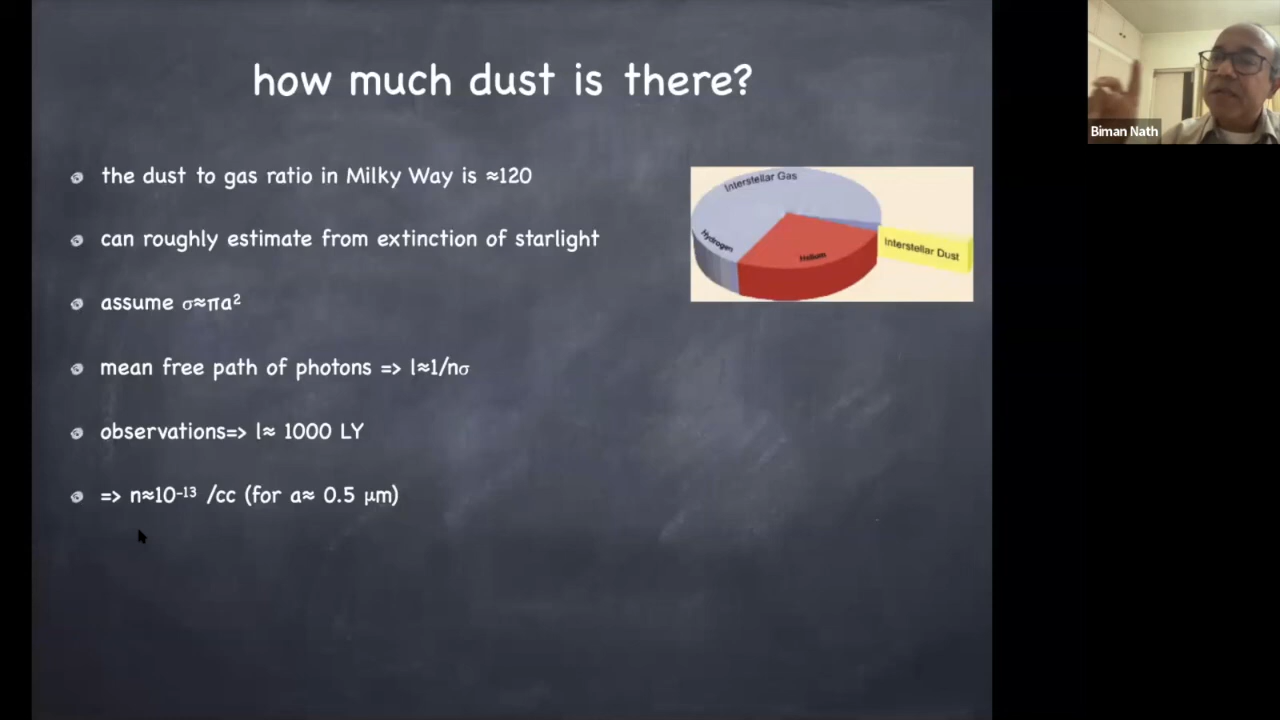 how much dust is there?
the dust to gas ratio in Milky Way is ≈120
can roughly estimate from extinction of starlight
assume σ≈πa²
mean free path of photons => l≈1/nσ
observations=> l≈ 1000 LY
=> n≈10⁻¹³ /cc (for a≈ 0.5 μm)
Interstellar Gas
Hydrogen
Helium
Interstellar Dust
Biman Nath